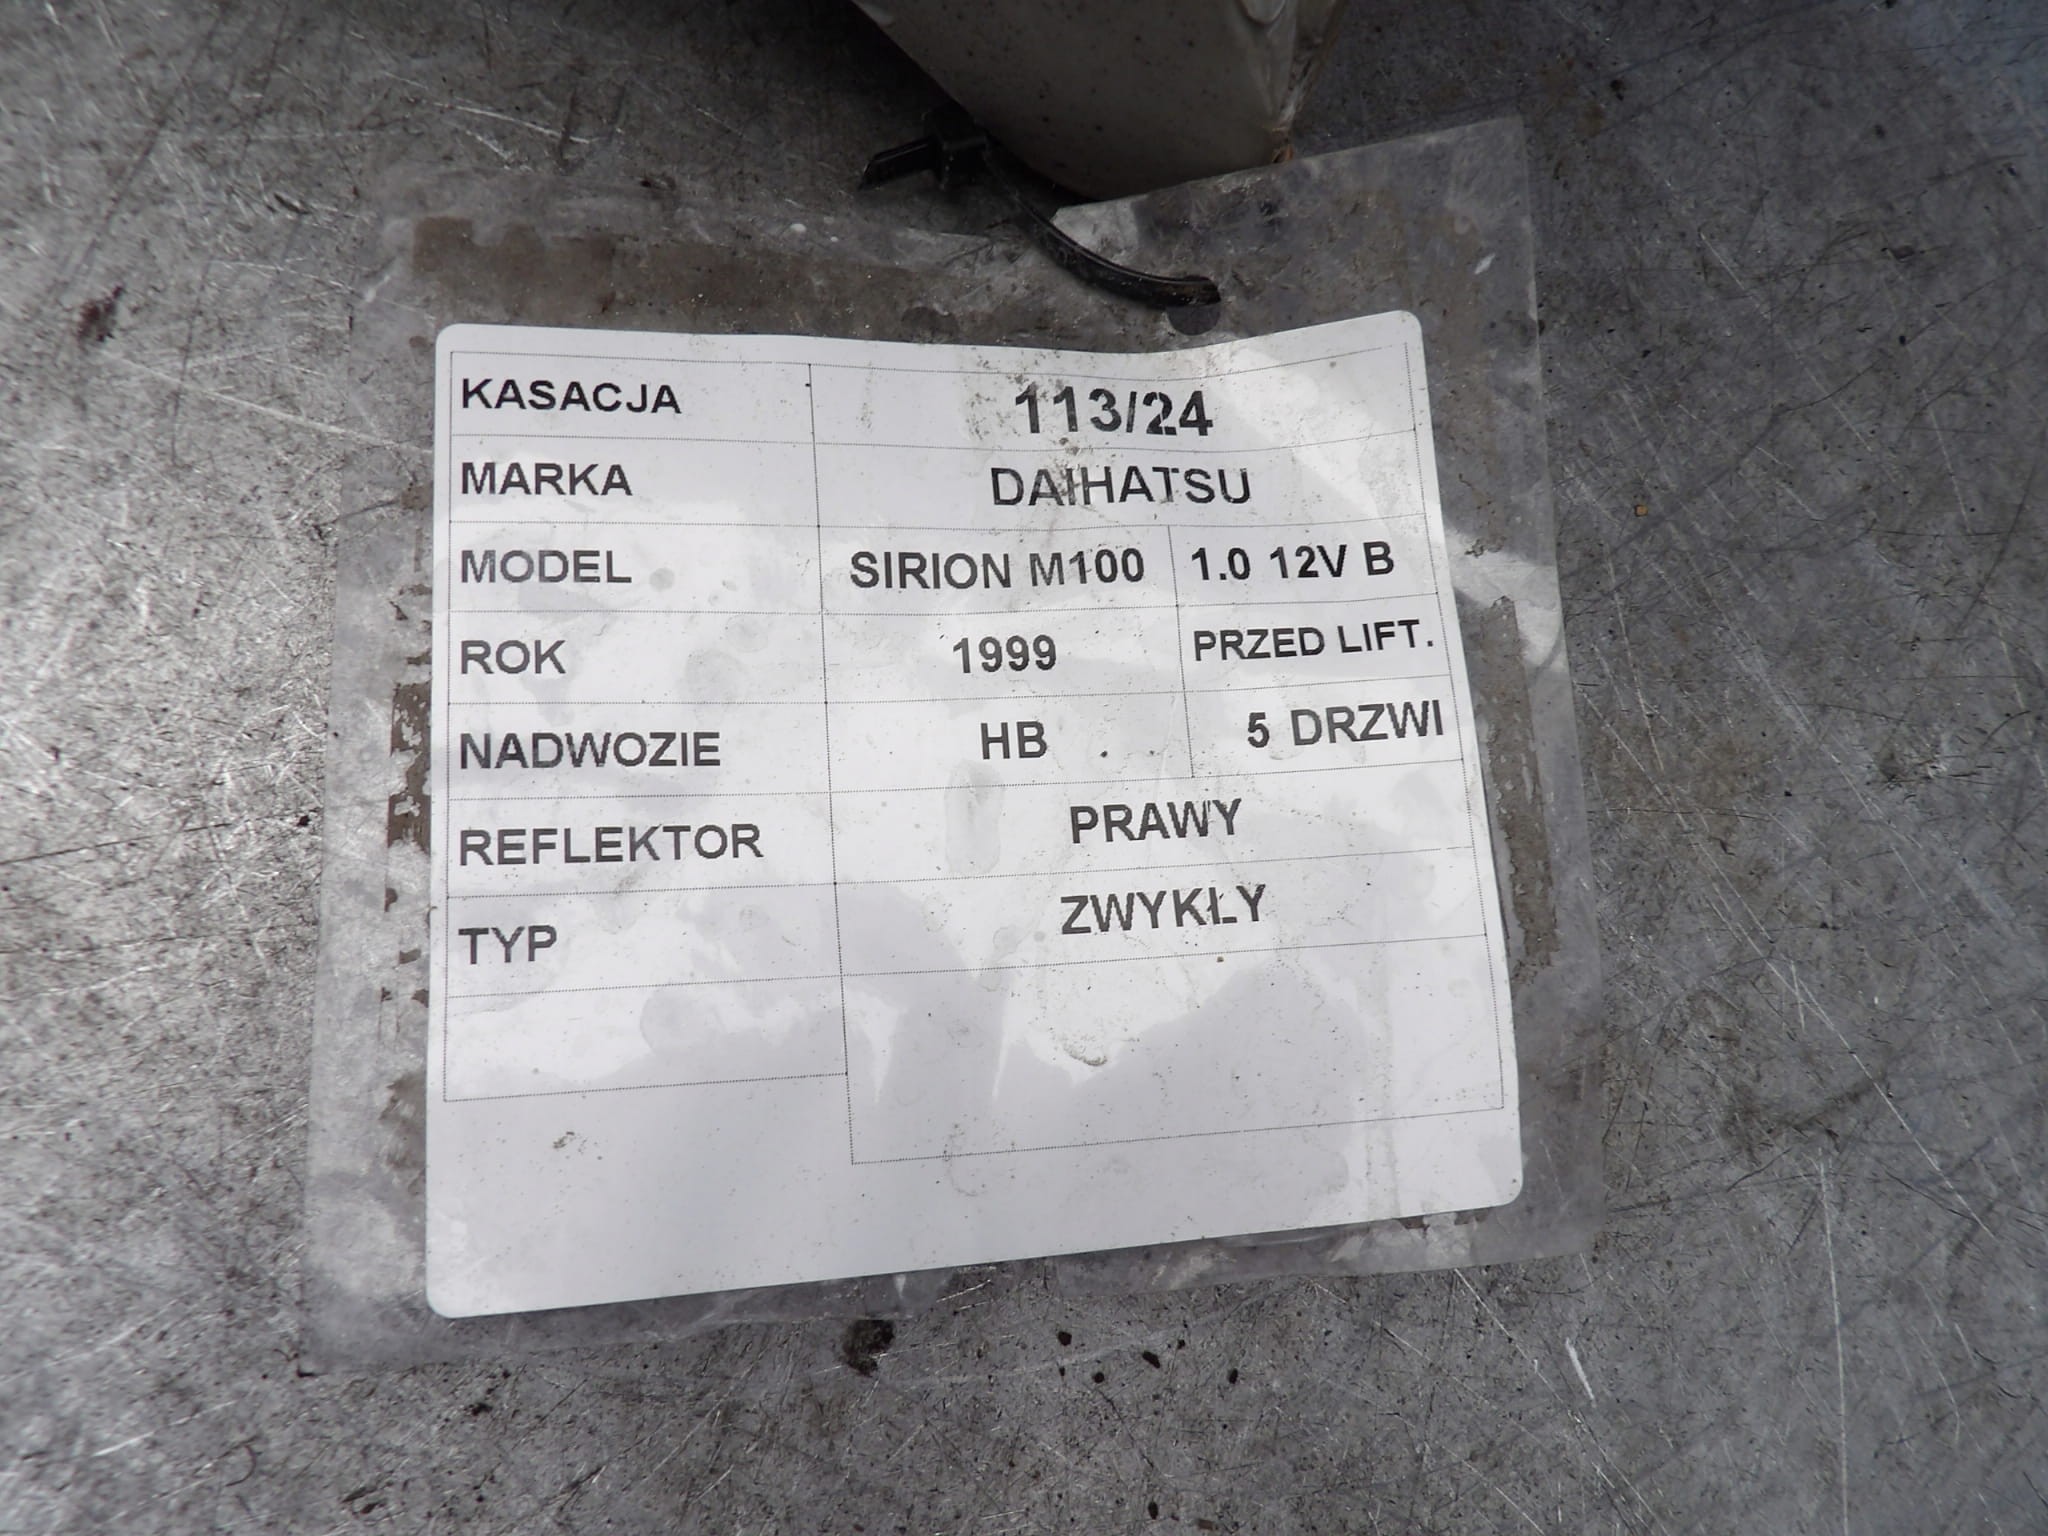 KASACJA 113/24
MARKA DAIHATSU
MODEL SIRION M100 1.0 12V B
ROK 1999 PRZED LIFT.
NADWOZIE HB 5 DRZWI
REFLEKTOR PRAWY
TYP ZWYKŁY